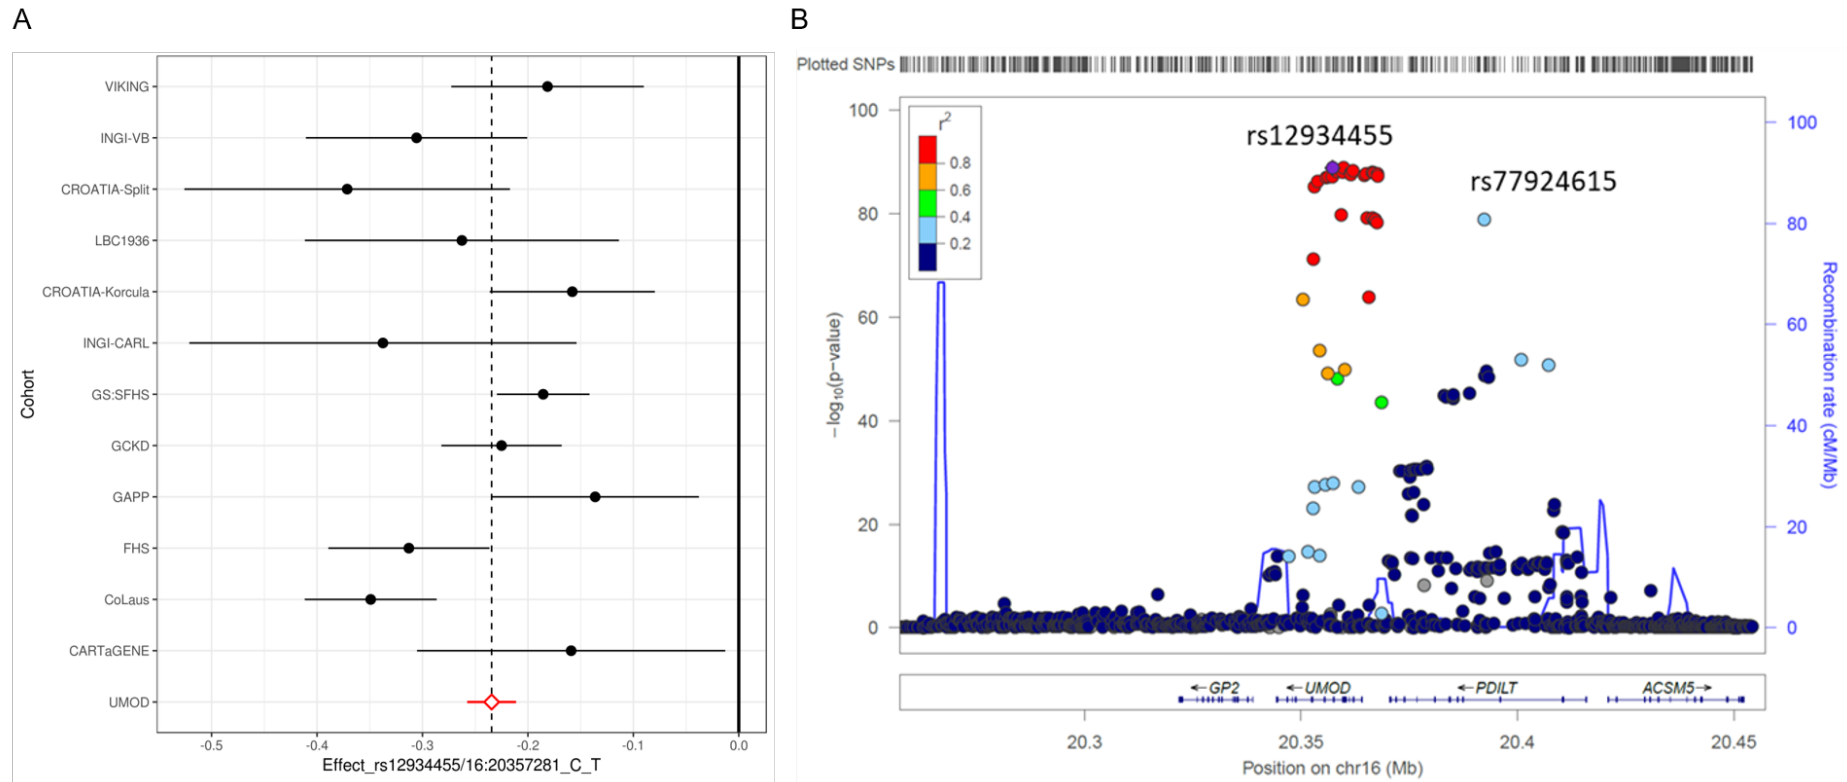 A
VIKING
INGI-VB
CROATIA-Split
LBC1936
CROATIA-Korcula
INGI-CARL
GS:SFHS
GCKD
GAPP
FHS
CoLaus
CARTaGENE
UMOD
Cohort
-0.5 -0.4 -0.3 -0.2 -0.1 0.0
Effect_rs12934455/16:20357281_C_T
B
Plotted SNPs
100
80
60
40
20
0
−log10(p−value)
r2
0.8
0.6
0.4
0.2
rs12934455
rs77924615
100
80
60
40
20
0
Recombination rate (cM/Mb)
←GP2 ←UMOD ←PDILT ACSM5→
20.3 20.35 20.4 20.45
Position on chr16 (Mb)